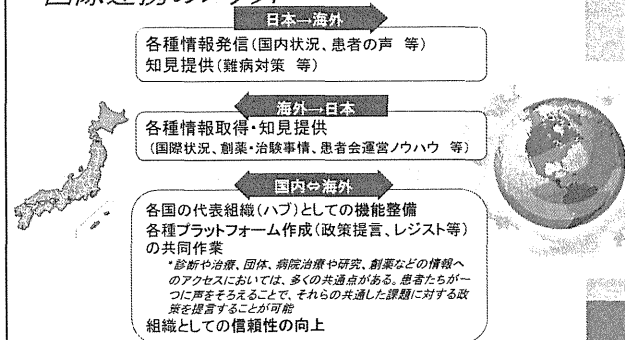 国際連携のメリット
日本→海外
各種情報発信(国内状況、患者の声 等)
知見提供(難病対策 等)
海外→日本
各種情報取得・知見提供
(国際状況、創薬・治験事情、患者会運営ノウハウ 等)
国内⇔海外
各国の代表組織(ハブ)としての機能整備
各種プラットフォーム作成(政策提言、レジスト等)
の共同作業
*診断や治療、団体、病院治療や研究、創薬などの情報へ
のアクセスにおいては、多くの共通点がある。患者たちが一
つに声をそろえることで、それらの共通した課題に対する政
策を提言することが可能
組織としての信頼性の向上